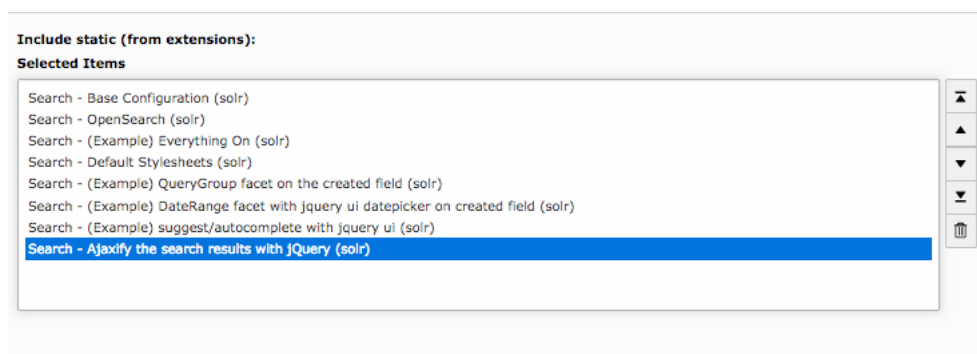 Include static (from extensions):
Selected Items
Search - Base Configuration (solr)
Search - OpenSearch (solr)
Search - (Example) Everything On (solr)
Search - Default Stylesheets (solr)
Search - (Example) QueryGroup facet on the created field (solr)
Search - (Example) DateRange facet with jquery ui datepicker on created field (solr)
Search - (Example) suggest/autocomplete with jquery ui (solr)
Search - Ajaxify the search results with jQuery (solr)